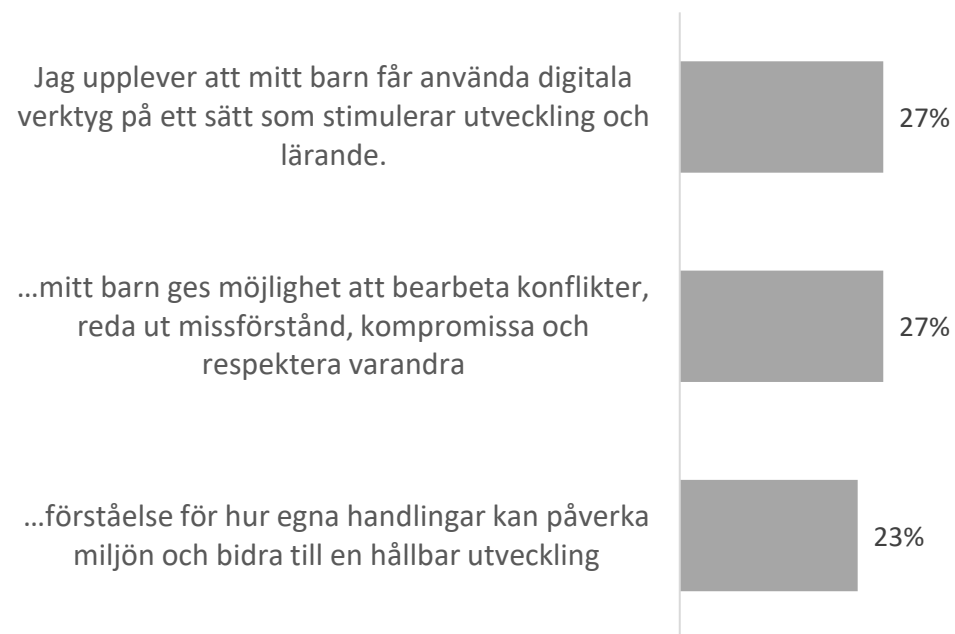 Jag upplever att mitt barn får använda digitala
verktyg på ett sätt som stimulerar utveckling och
lärande.
27%
...mitt barn ges möjlighet att bearbeta konflikter,
reda ut missförstånd, kompromissa och
respektera varandra
27%
...förståelse för hur egna handlingar kan påverka
miljön och bidra till en hållbar utveckling
23%